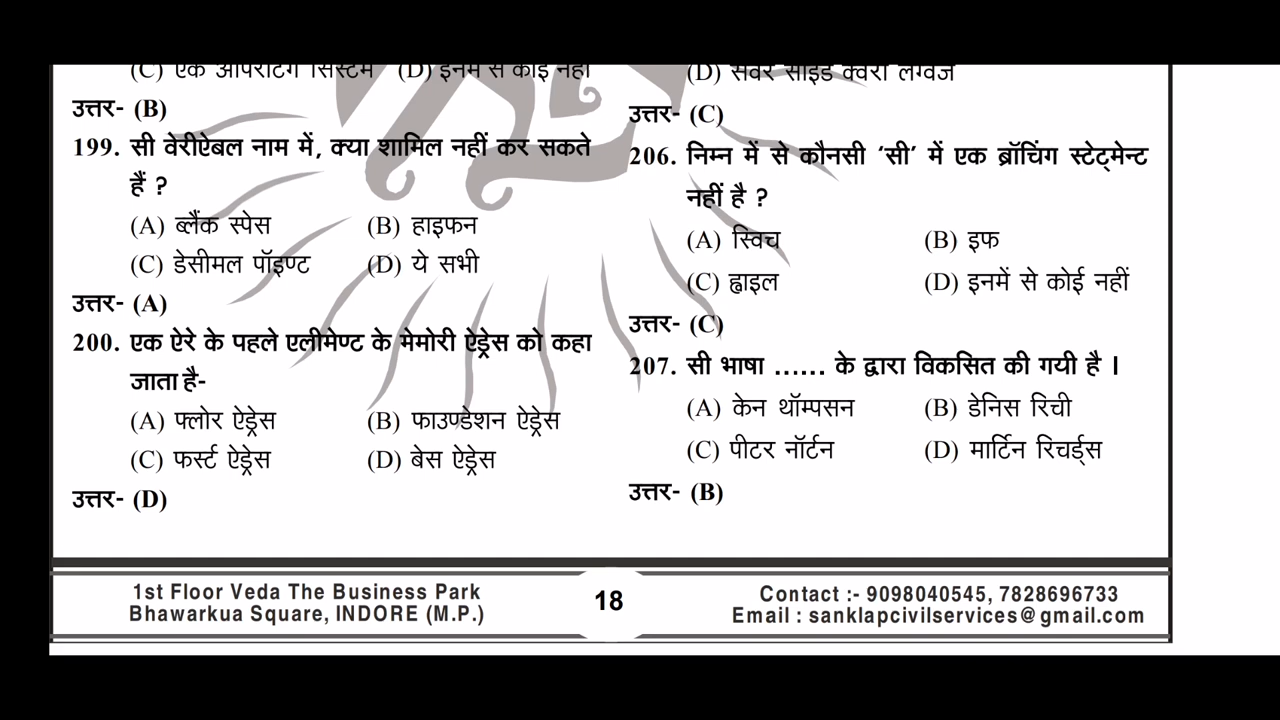 (C) एक ऑपरेटिंग सिस्टम (D) इनमें से कोई नहीं
उत्तर- (B)
199. सी वेरीऐबल नाम में, क्या शामिल नहीं कर सकते
हैं ?
(A) ब्लैंक स्पेस (B) हाइफन
(C) डेसीमल पॉइण्ट (D) ये सभी
उत्तर- (A)
200. एक ऐरे के पहले एलीमेण्ट के मेमोरी ऐड्रेस को कहा
जाता है-
(A) फ्लोर ऐड्रेस (B) फाउण्डेशन ऐड्रेस
(C) फर्स्ट ऐड्रेस (D) बेस ऐड्रेस
उत्तर- (D)
(D) सर्वर साइड क्वेरी लैंग्वेज
उत्तर- (C)
206. निम्न में से कौनसी ‘सी’ में एक ब्रॉचिंग स्टेट्मेन्ट
नहीं है ?
(A) स्विच (B) इफ
(C) ह्वाइल (D) इनमें से कोई नहीं
उत्तर- (C)
207. सी भाषा ...... के द्वारा विकसित की गयी है ।
(A) केन थॉम्पसन (B) डेनिस रिची
(C) पीटर नॉर्टन (D) मार्टिन रिचर्ड्स
उत्तर- (B)
1st Floor Veda The Business Park
Bhawarkua Square, INDORE (M.P.)
18
Contact :- 9098040545, 7828696733
Email : sanklapcivilservices@gmail.com